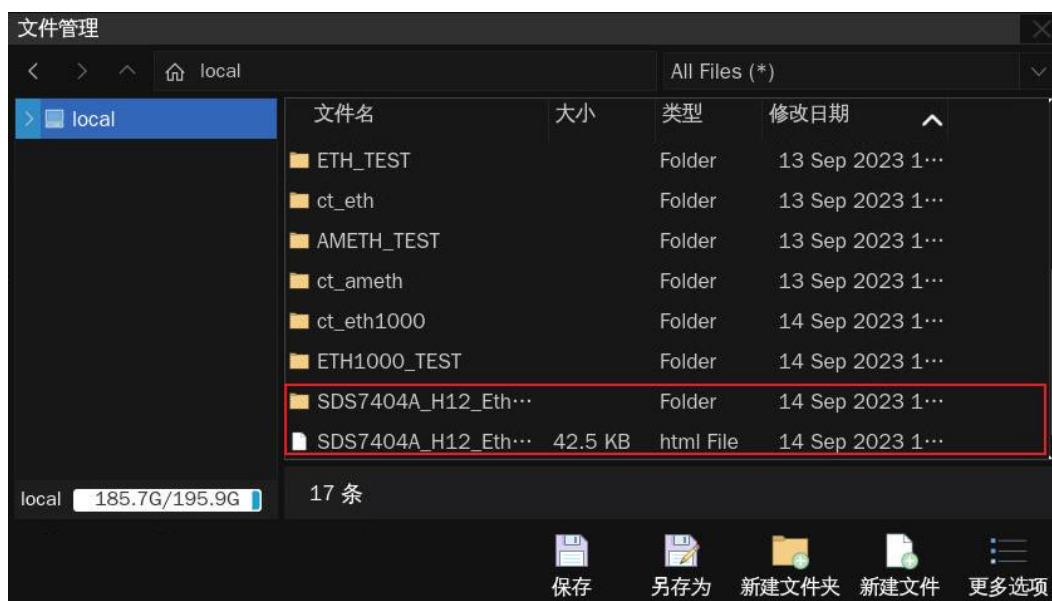 文件管理
local
All Files (*)
local
文件名 大小 类型 修改日期
ETH_TEST Folder 13 Sep 2023 1⋯
ct_eth Folder 13 Sep 2023 1⋯
AMETH_TEST Folder 13 Sep 2023 1⋯
ct_ameth Folder 13 Sep 2023 1⋯
ct_eth1000 Folder 14 Sep 2023 1⋯
ETH1000_TEST Folder 14 Sep 2023 1⋯
SDS7404A_H12_Eth⋯ Folder 14 Sep 2023 1⋯
SDS7404A_H12_Eth⋯ 42.5 KB html File 14 Sep 2023 1⋯
local 185.7G/195.9G
17 条
保存 另存为 新建文件夹 新建文件 更多选项